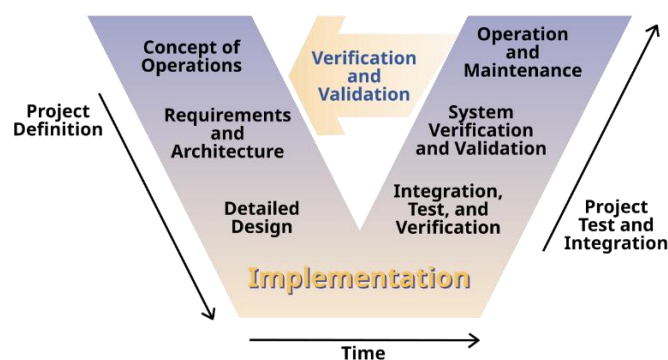 Concept of
Operations
Verification
and
Validation
Operation
and
Maintenance
Project
Definition
Requirements
and
Architecture
System
Verification
and Validation
Detailed
Design
Integration,
Test, and
Verification
Project
Test and
Integration
Implementation
Time